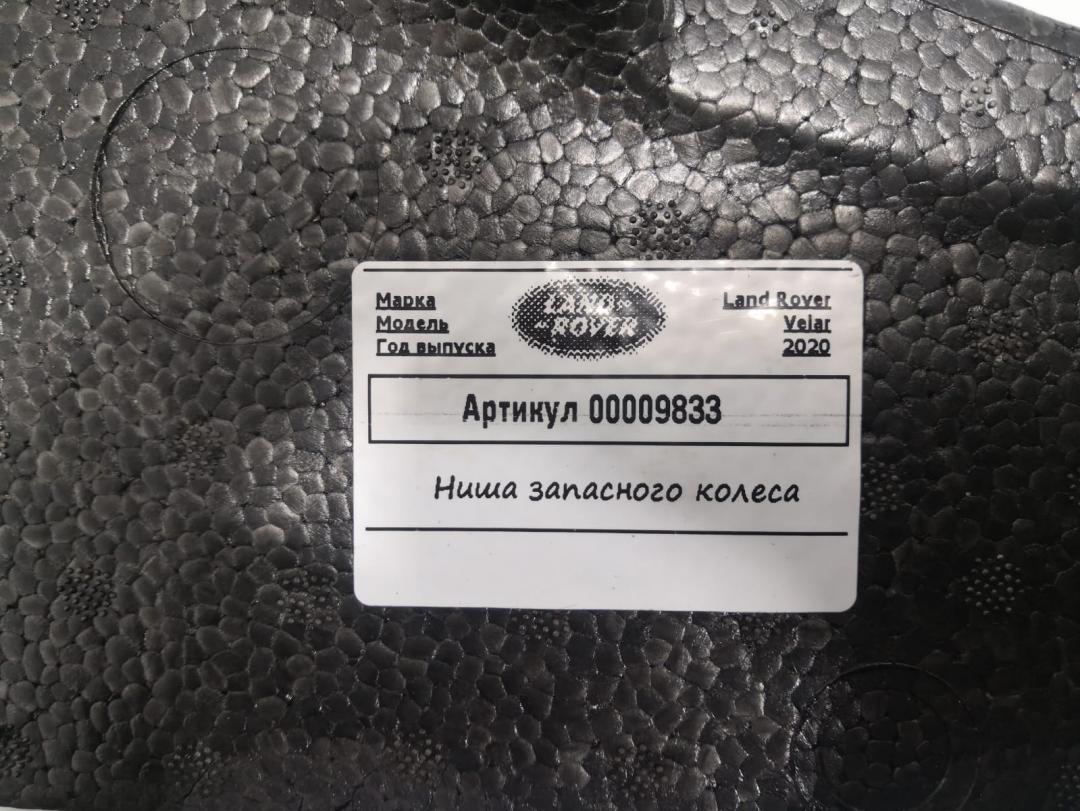 Марка Land Rover
Модель Velar
Год выпуска 2020
LAND
-ROVER
Артикул 00009833
Ниша запасного колеса